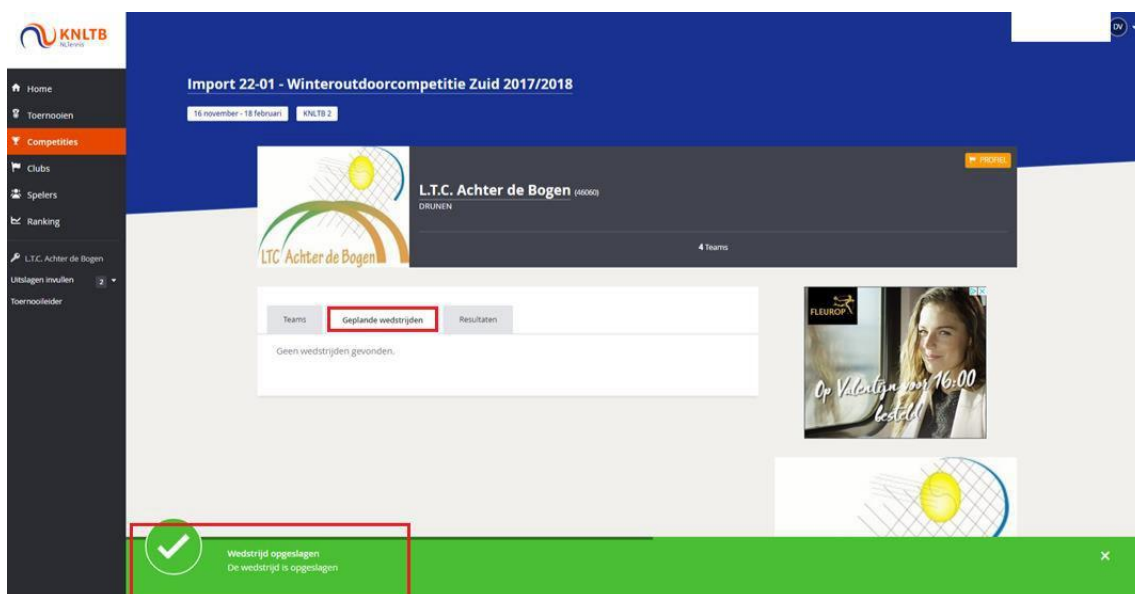 KNLTB
NLTennis
DV
Home
Toernooien
Competities
Clubs
Spelers
Ranking
L.T.C. Achter de Bogen
Uitslagen invullen 2
Toernooileider
Import 22-01 - Winteroutdoorcompetitie Zuid 2017/2018
16 november - 18 februari KNLTB 2
LTC Achter de Bogen
PROFIEL
L.T.C. Achter de Bogen (46060)
DRUNEN
4 Teams
Teams Geplande wedstrijden Resultaten
Geen wedstrijden gevonden.
FLEUROP
Op Valentijn voor 16:00
besteld
Wedstrijd opgeslagen
De wedstrijd is opgeslagen